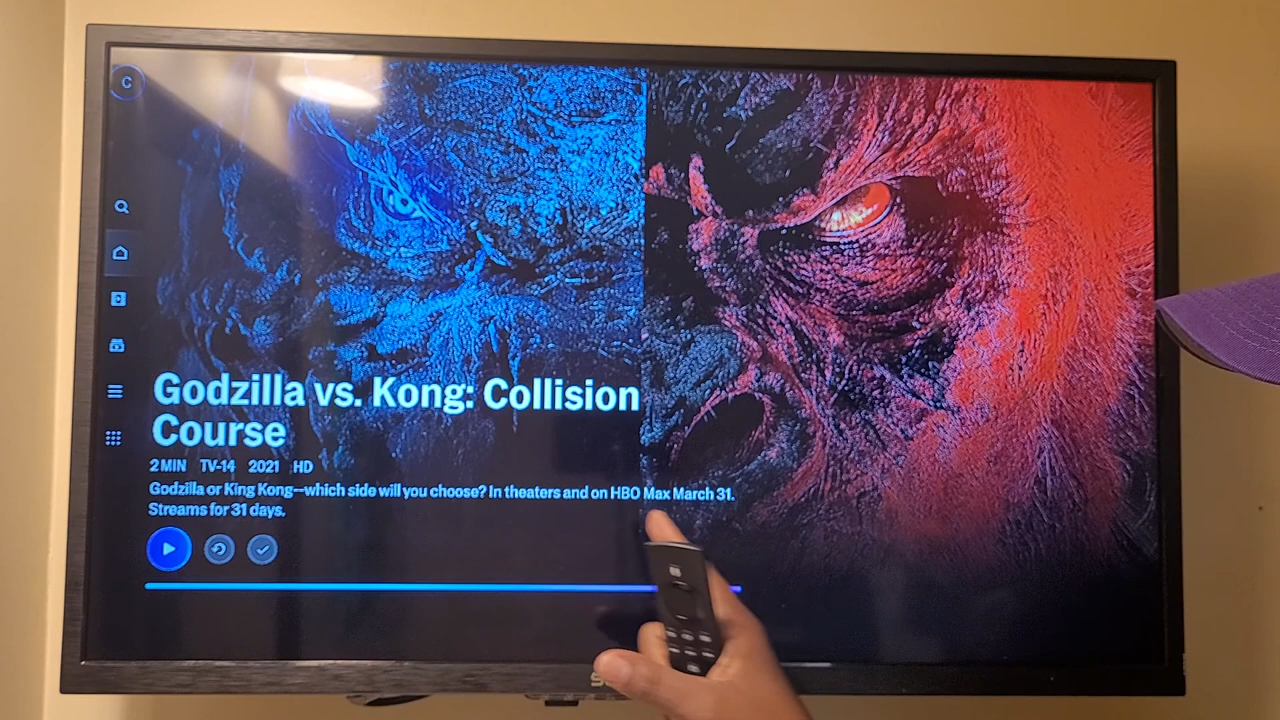 C
Godzilla vs. Kong: Collision
Course
2 MIN TV-14 2021 HD
Godzilla or King Kong—which side will you choose? In theaters and on HBO Max March 31.
Streams for 31 days.